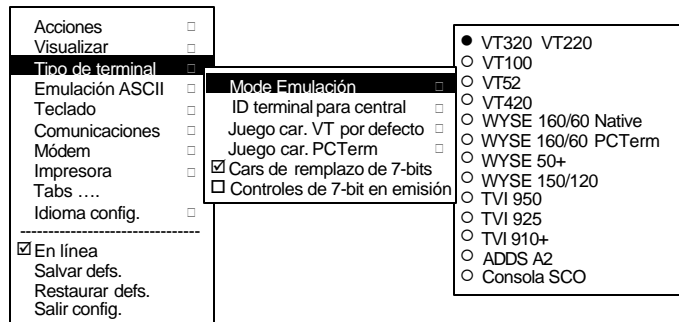 Acciones
Visualizar
Tipo de terminal
Emulación ASCII
Teclado
Comunicaciones
Módem
Impresora
Tabs ....
Idioma config.
--------------------------------
En línea
Salvar defs.
Restaurar defs.
Salir config.
Mode Emulación
ID terminal para central
Juego car. VT por defecto
Juego car. PCTerm
Cars de remplazo de 7-bits
Controles de 7-bit en emisión
VT320 VT220
VT100
VT52
VT420
WYSE 160/60 Native
WYSE 160/60 PCTerm
WYSE 50+
WYSE 150/120
TVI 950
TVI 925
TVI 910+
ADDS A2
Consola SCO